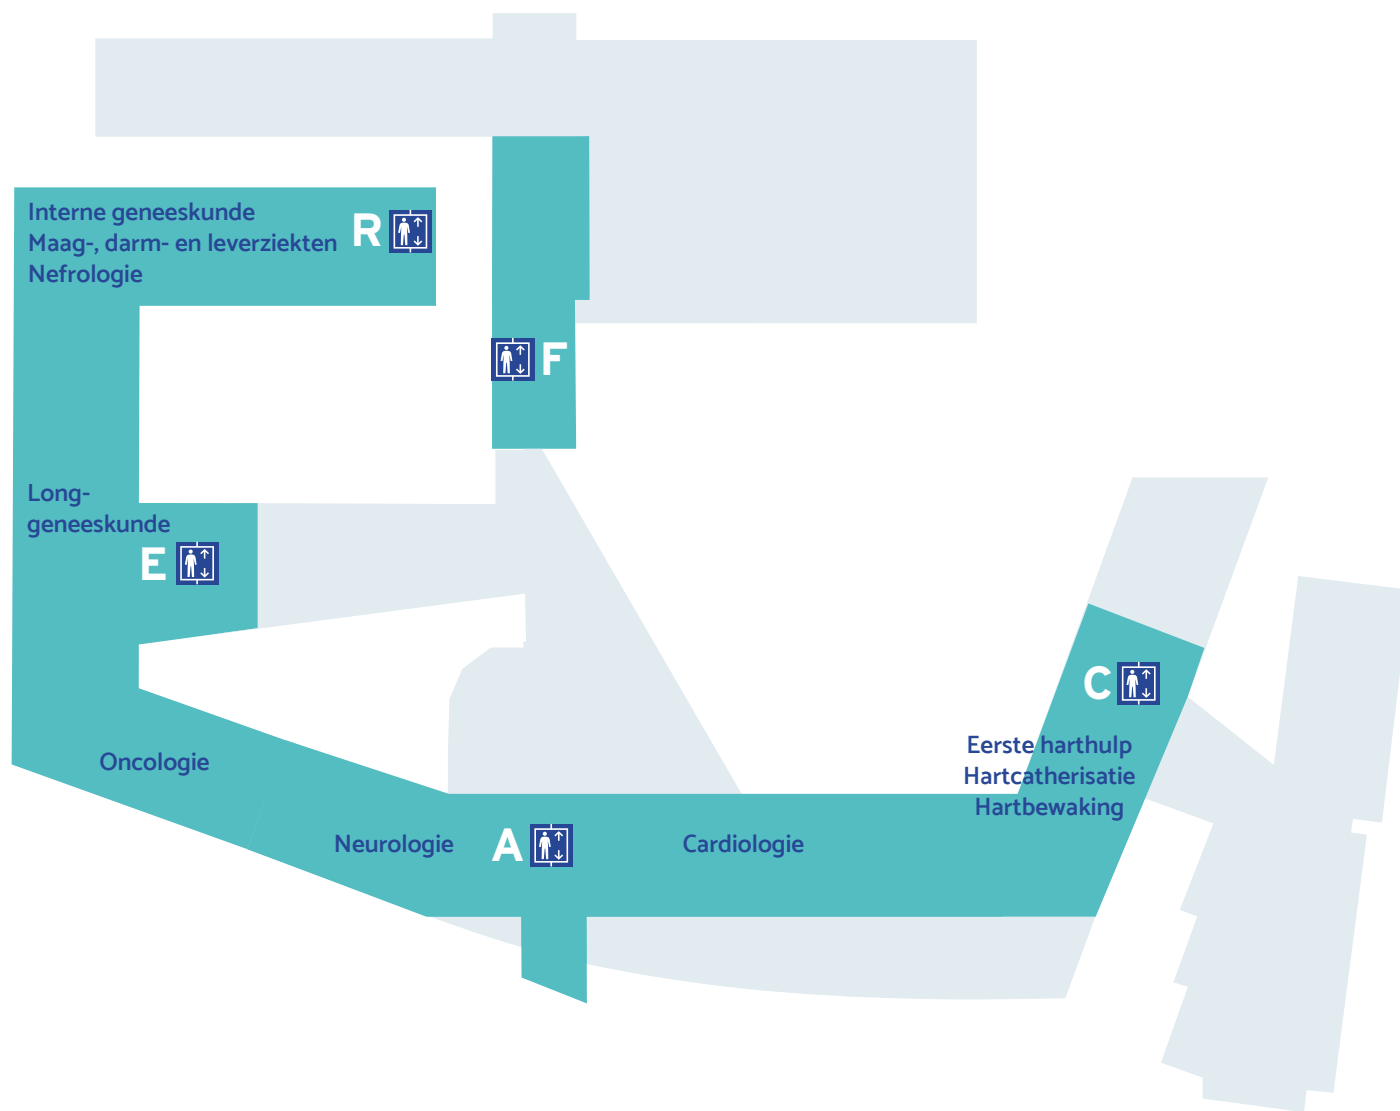 Interne geneeskunde
Maag-, darm- en leverziekten
Nefrologie
R
F
Long-
geneeskunde
E
C
Eerste harthulp
Hartcatherisatie
Hartbewaking
Oncologie
Neurologie
A
Cardiologie